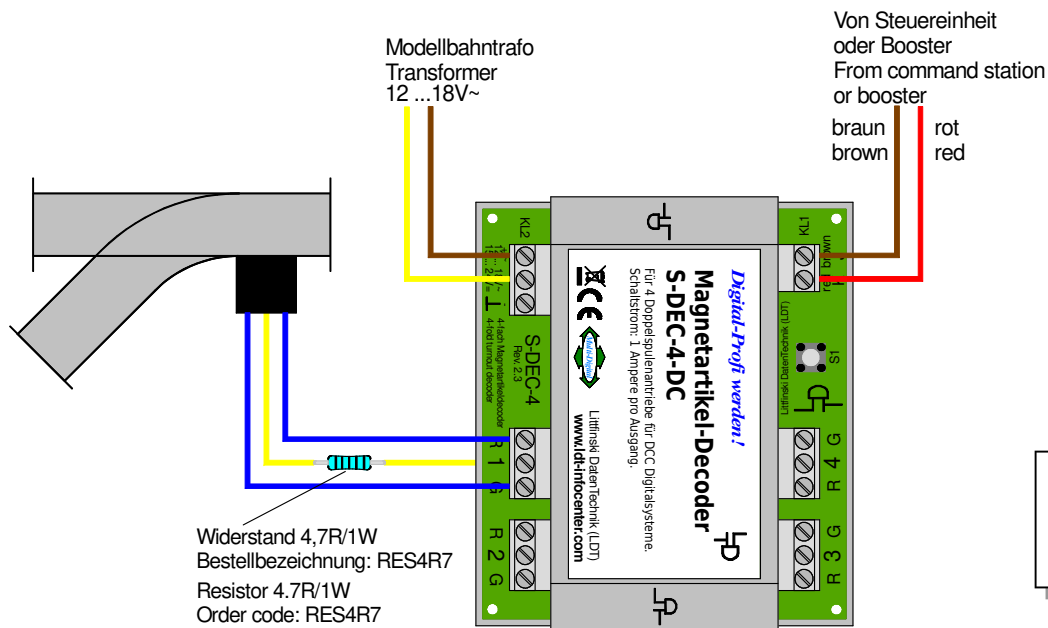 Modellbahntrafo
Transformer
12 ...18V~
Von Steuereinheit
oder Booster
From command station
or booster
braun
brown
rot
red
KL2
S-DEC-4
Rev. 2.3
4-fach Magnetartikeldecoder
4-fold turnout decoder
R 1 G
R 2 G
Digital-Profi werden!
Magnetartikel-Decoder
S-DEC-4-DC
Für 4 Doppelspulenantriebe für DCC Digitalsysteme.
Schaltstrom: 1 Ampere pro Ausgang.
CE
Multi-Digital
Littfinski DatenTechnik (LDT)
www.ldt-infocenter.com
KL1
red brown
S1
Littfinski DatenTechnik (LDT)
R 4 G
R 3 G
Widerstand 4,7R/1W
Bestellbezeichnung: RES4R7
Resistor 4.7R/1W
Order code: RES4R7